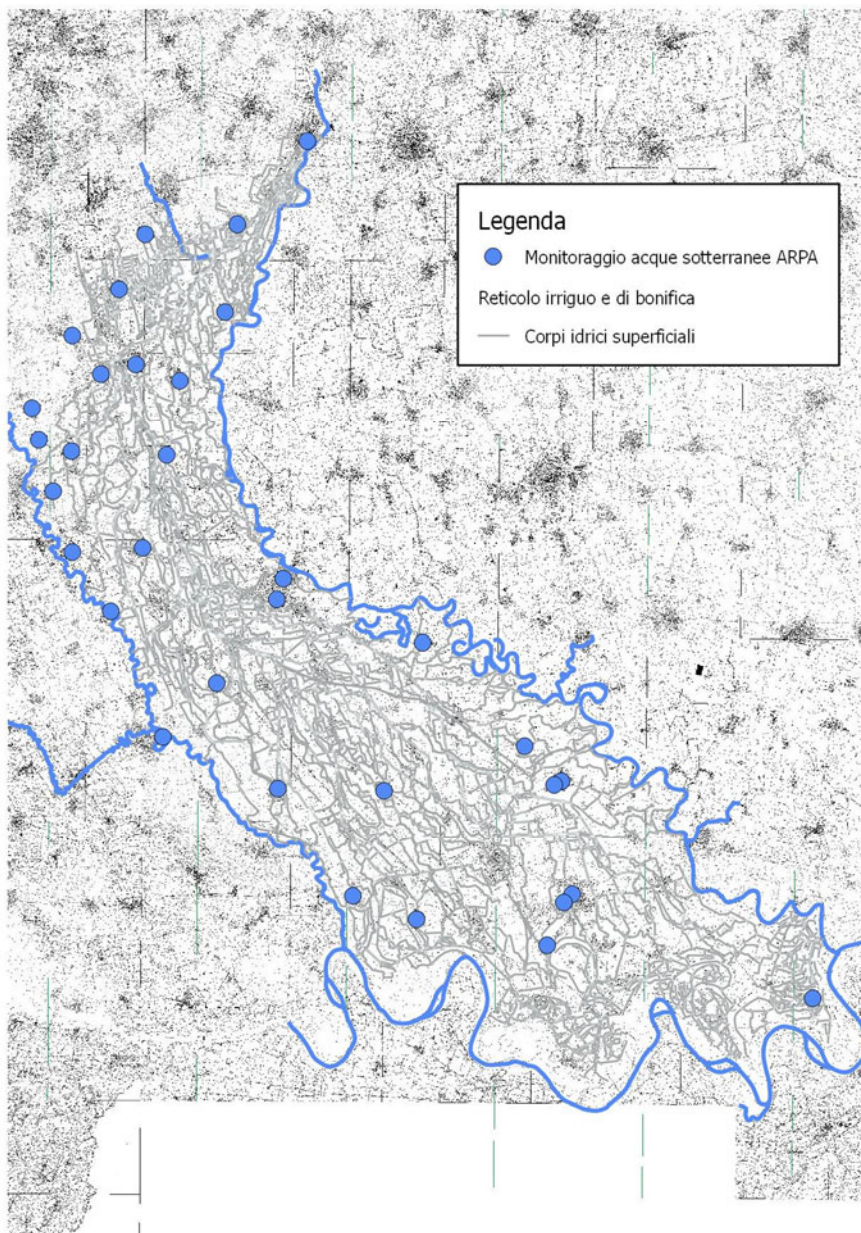 Legenda
Monitoraggio acque sotterranee ARPA
Reticolo irriguo e di bonifica
Corpi idrici superficiali